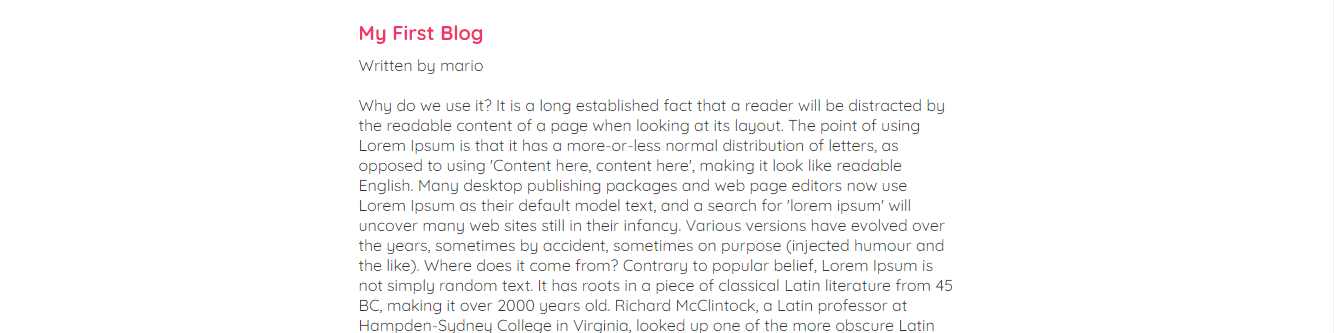 My First Blog
Written by mario
Why do we use it? It is a long established fact that a reader will be distracted by
the readable content of a page when looking at its layout. The point of using
Lorem Ipsum is that it has a more-or-less normal distribution of letters, as
opposed to using 'Content here, content here', making it look like readable
English. Many desktop publishing packages and web page editors now use
Lorem Ipsum as their default model text, and a search for 'lorem ipsum' will
uncover many web sites still in their infancy. Various versions have evolved over
the years, sometimes by accident, sometimes on purpose (injected humour and
the like). Where does it come from? Contrary to popular belief, Lorem Ipsum is
not simply random text. It has roots in a piece of classical Latin literature from 45
BC, making it over 2000 years old. Richard McClintock, a Latin professor at
Hampden-Sydney College in Virginia, looked up one of the more obscure Latin